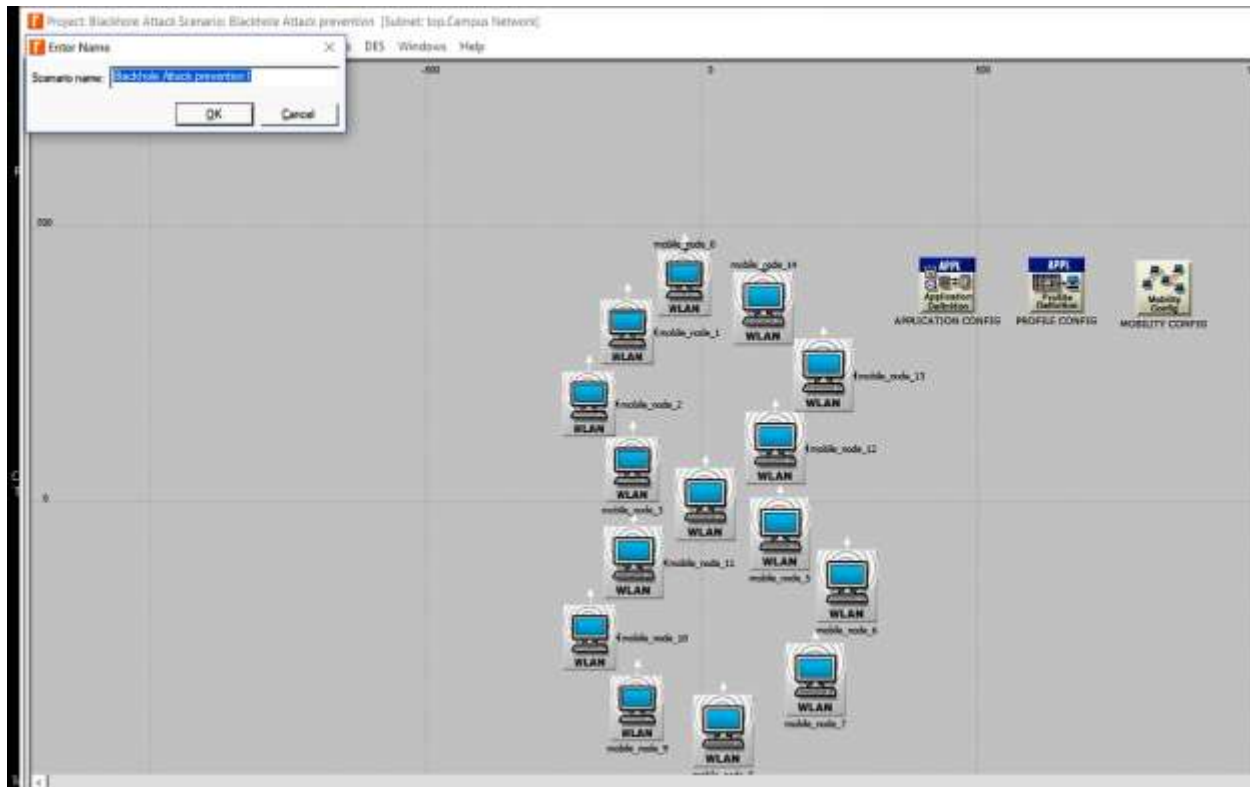 Project: Blackhole Attack Scenario: Blackhole Attack prevention [Subnet: top.Campus Network]
Enter Name
DES Windows Help
Scenario name: Blackhole Attack prevention1
OK Cancel
-500 0 500
500
mobile_node_0
mobile_node_14
WLAN
WLAN
mobile_node_1
WLAN
APPL
Application
Definition
APPLICATION CONFIG
APPL
Profile
Definition
PROFILE CONFIG
Mobility
Config
MOBILITY CONFIG
mobile_node_13
WLAN
mobile_node_2
WLAN
mobile_node_12
WLAN
0
WLAN
mobile_node_3
WLAN
WLAN
mobile_node_5
mobile_node_11
WLAN
WLAN
mobile_node_6
mobile_node_10
WLAN
WLAN
mobile_node_7
WLAN
mobile_node_9
WLAN